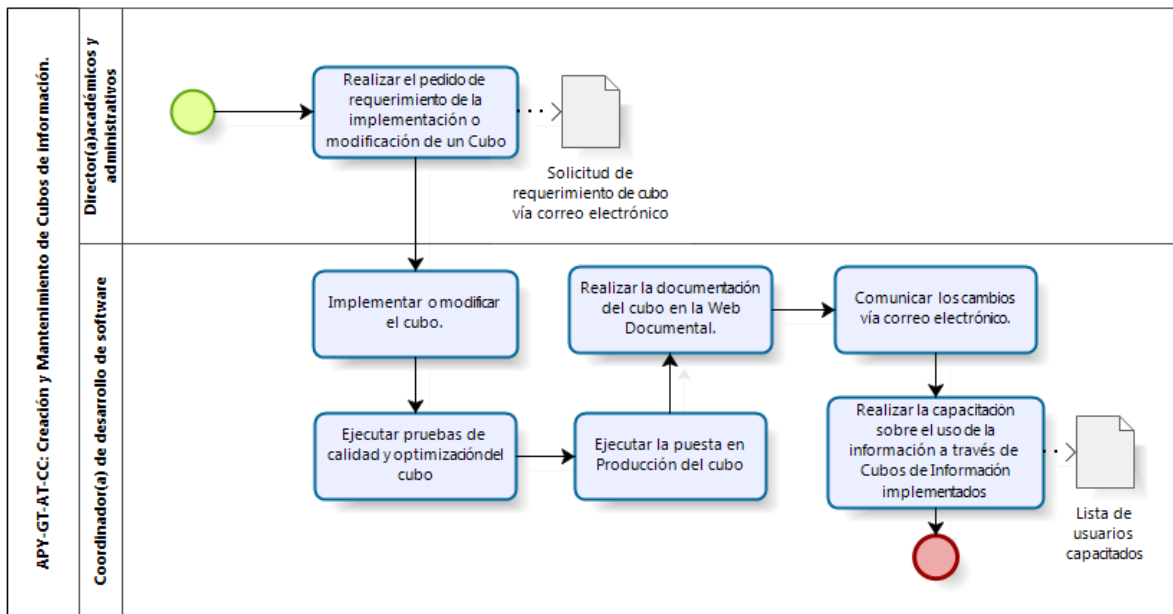 APY-GT-AT-CC: Creación y Mantenimiento de Cubos de información.
Director(a)académicos y
administrativos
Realizar el pedido de
requerimiento de la
implementación o
modificación de un Cubo
Solicitud de
requerimiento de cubo
vía correo electrónico
Coordinador(a) de desarrollo de software
Implementar o modificar
el cubo.
Ejecutar pruebas de
calidad y optimización del
cubo
Ejecutar la puesta en
Producción del cubo
Realizar la documentación
del cubo en la Web
Documental.
Comunicar los cambios
vía correo electrónico.
Realizar la capacitación
sobre el uso de la
información a través de
Cubos de Información
implementados
Lista de
usuarios
capacitados